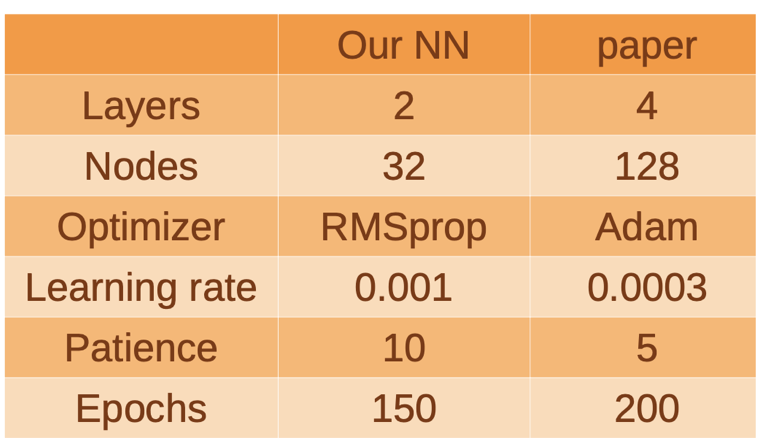 Our NN paper
Layers 2 4
Nodes 32 128
Optimizer RMSprop Adam
Learning rate 0.001 0.0003
Patience 10 5
Epochs 150 200